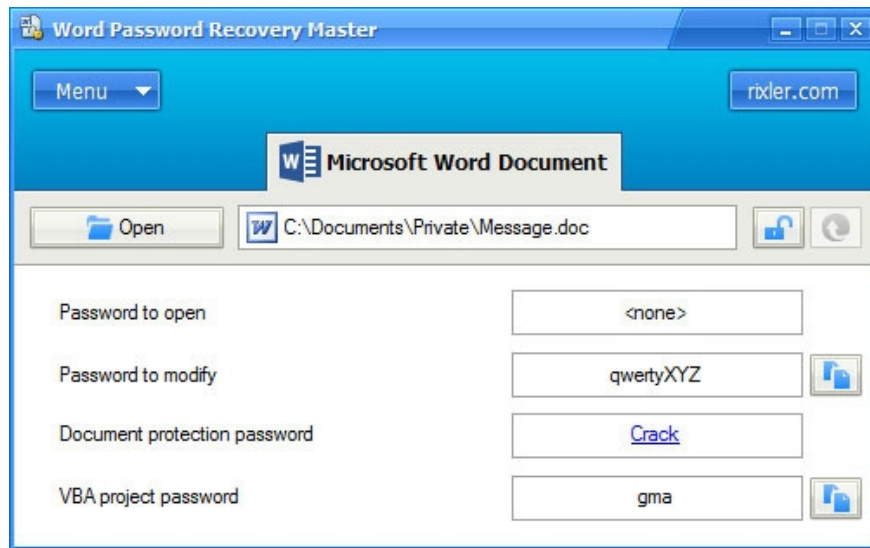 Word Password Recovery Master
Menu
rixler.com
Microsoft Word Document
Open
C:\Documents\Private\Message.doc
Password to open
<none>
Password to modify
qwertyXYZ
Document protection password
Crack
VBA project password
gma